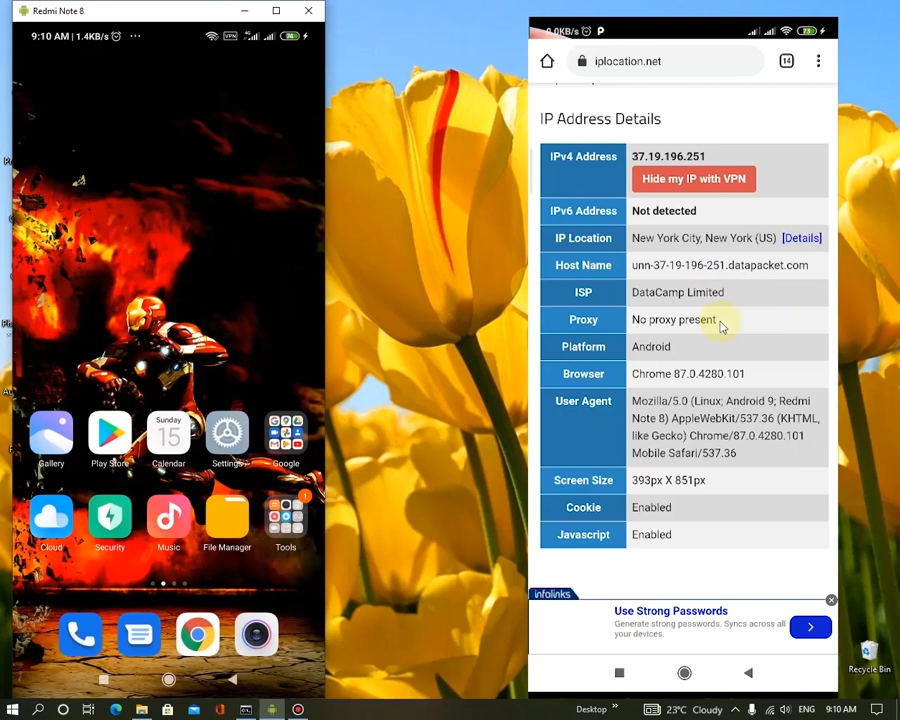 Redmi Note 8
9:10 AM | 1.4KB/s
VPN
4G
74
Sunday
15
Gallery
Play Store
Calendar
Settings
Google
1
Cloud
Security
Music
File Manager
Tools
0.0KB/s
P
73
iplocation.net
14
IP Address Details
IPv4 Address
37.19.196.251
Hide my IP with VPN
IPv6 Address
Not detected
IP Location
New York City, New York (US) [Details]
Host Name
unn-37-19-196-251.datapacket.com
ISP
DataCamp Limited
Proxy
No proxy present
Platform
Android
Browser
Chrome 87.0.4280.101
User Agent
Mozilla/5.0 (Linux; Android 9; Redmi
Note 8) AppleWebKit/537.36 (KHTML,
like Gecko) Chrome/87.0.4280.101
Mobile Safari/537.36
Screen Size
393px X 851px
Cookie
Enabled
Javascript
Enabled
infolinks
Use Strong Passwords
Generate strong passwords. Syncs across all
your devices.
Recycle Bin
Desktop
23°C Cloudy
ENG
9:10 AM